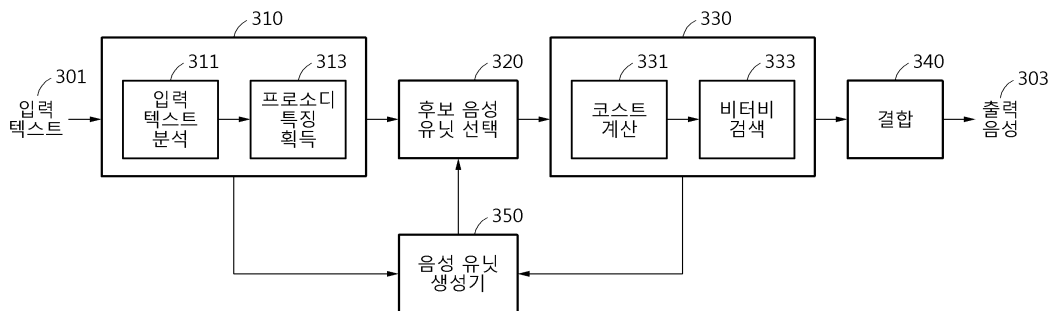 310
330
301
311
313
320
331
333
340
303
입력
텍스트
입력
텍스트
분석
프로소디
특징
획득
후보 음성
유닛 선택
코스트
계산
비터비
검색
결합
출력
음성
350
음성 유닛
생성기